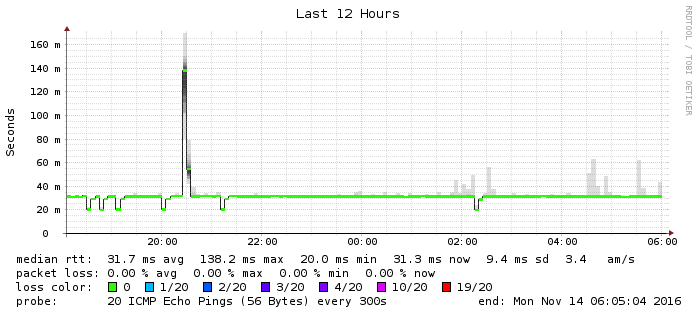 Last 12 Hours
RRDTOOL / TOBI OETIKER
Seconds
160 m
140 m
120 m
100 m
80 m
60 m
40 m
20 m
0
20:00 22:00 00:00 02:00 04:00 06:00
median rtt: 31.7 ms avg 138.2 ms max 20.0 ms min 31.3 ms now 9.4 ms sd 3.4 am/s
packet loss: 0.00 % avg 0.00 % max 0.00 % min 0.00 % now
loss color: 0 1/20 2/20 3/20 4/20 10/20 19/20
probe: 20 ICMP Echo Pings (56 Bytes) every 300s end: Mon Nov 14 06:05:04 2016